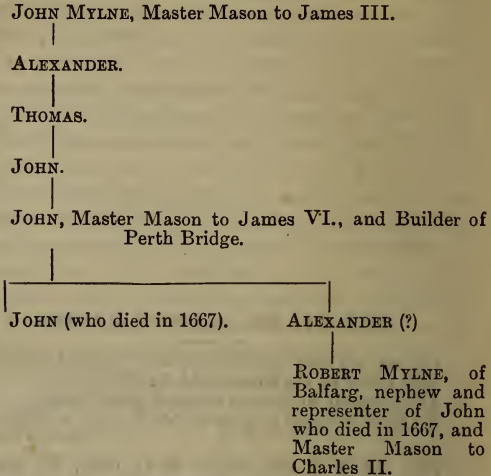 JOHN MYLNE, Master Mason to James III.
ALEXANDER.
THOMAS.
JOHN.
JOHN, Master Mason to James VI., and Builder of
Perth Bridge.
JOHN (who died in 1667). ALEXANDER (?)
ROBERT MYLNE, of
Balfarg, nephew and
representer of John
who died in 1667, and
Master Mason to
Charles II.